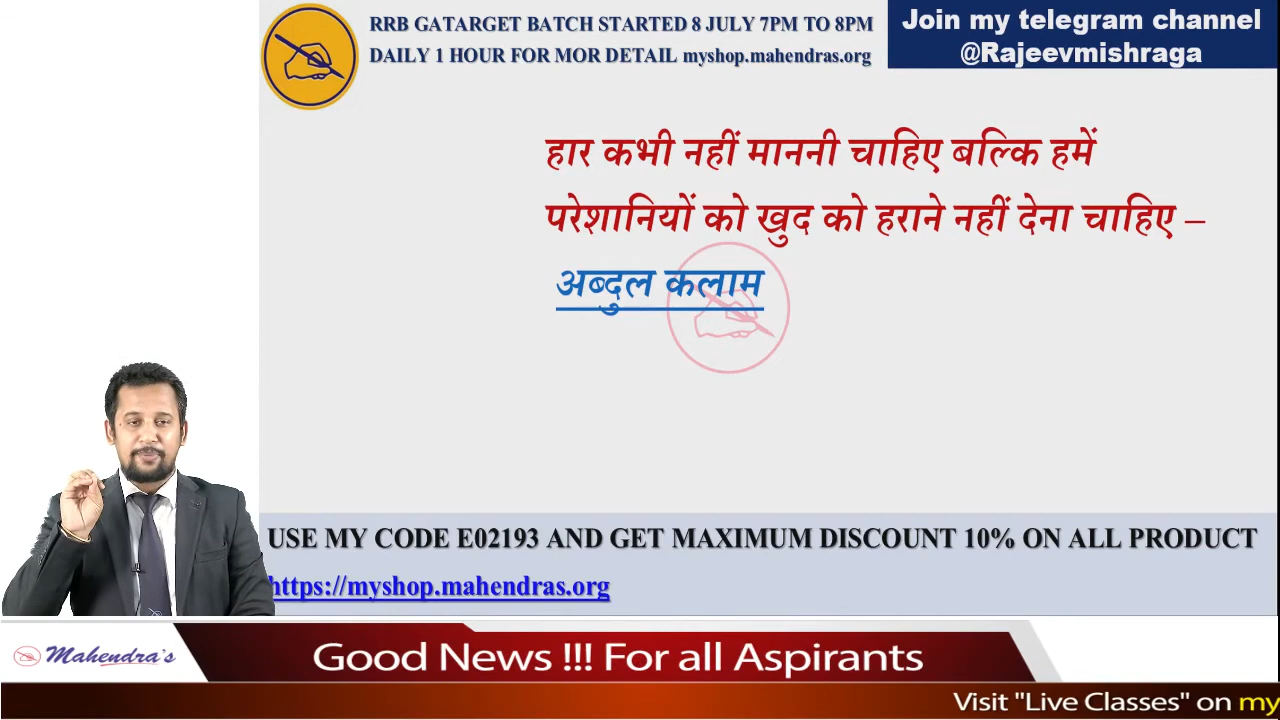 RRB GATARGET BATCH STARTED 8 JULY 7PM TO 8PM
DAILY 1 HOUR FOR MOR DETAIL myshop.mahendras.org
Join my telegram channel
@Rajeevmishraga
हार कभी नहीं माननी चाहिए बल्कि हमें
परेशानियों को खुद को हराने नहीं देना चाहिए –
अब्दुल कलाम
USE MY CODE E02193 AND GET MAXIMUM DISCOUNT 10% ON ALL PRODUCT
https://myshop.mahendras.org
Mahendra's
Good News !!! For all Aspirants
Visit "Live Classes" on my